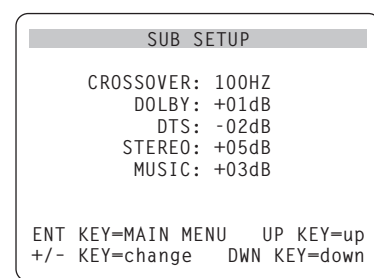 SUB SETUP
CROSSOVER: 100HZ
DOLBY: +01dB
DTS: -02dB
STEREO: +05dB
MUSIC: +03dB
ENT KEY=MAIN MENU UP KEY=up
+/- KEY=change DWN KEY=down